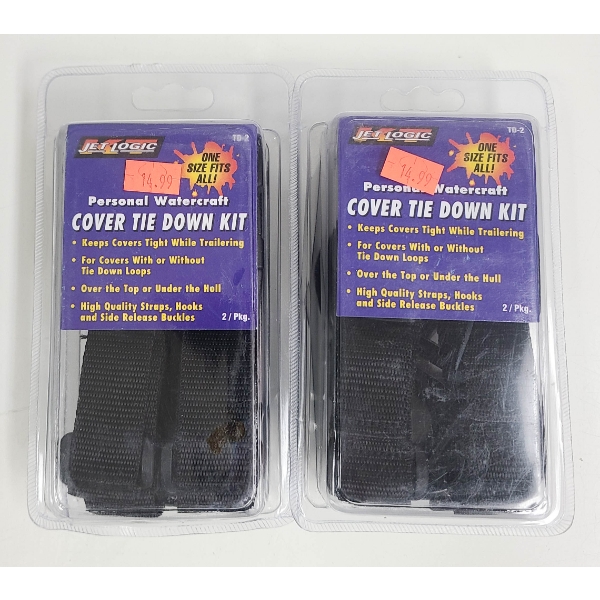 JET LOGIC
TD-2
ONE
SIZE FITS
ALL!
14.99
Personal Watercraft
COVER TIE DOWN KIT
• Keeps Covers Tight While Trailering
• For Covers With or Without
Tie Down Loops
• Over the Top or Under the Hull
• High Quality Straps, Hooks
and Side Release Buckles
2 / Pkg.
JET LOGIC
TD-2
ONE
SIZE FITS
ALL!
14.99
Personal Watercraft
COVER TIE DOWN KIT
• Keeps Covers Tight While Trailering
• For Covers With or Without
Tie Down Loops
• Over the Top or Under the Hull
• High Quality Straps, Hooks
and Side Release Buckles
2 / Pkg.